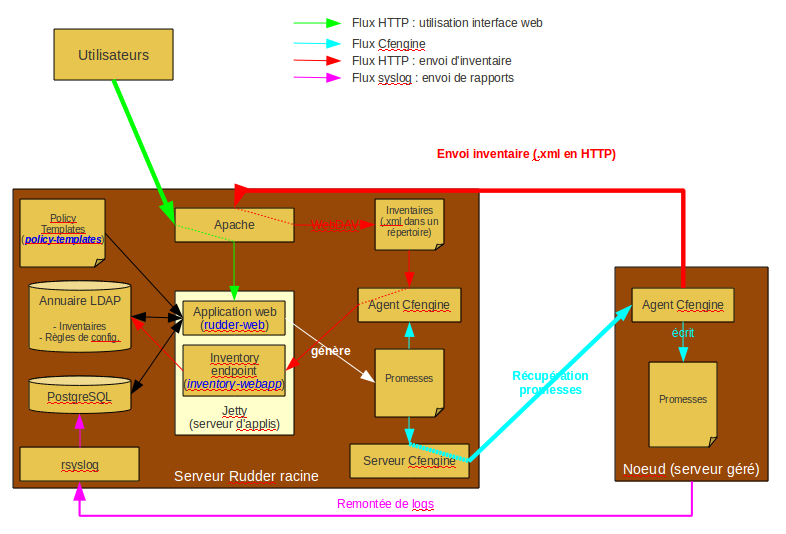 Flux HTTP : utilisation interface web
Flux Cfengine
Flux HTTP : envoi d'inventaire
Flux syslog : envoi de rapports
Utilisateurs
Envoi inventaire (.xml en HTTP)
Policy
Templates
(policy-templates)
Apache
WebDAV
Inventaires
(.xml dans un
répertoire)
Annuaire LDAP
- Inventaires
- Règles de config.
Application web
(rudder-web)
Agent Cfengine
Agent Cfengine
écrit
Inventory
endpoint
(inventory-webapp)
génère
Promesses
Récupération
promesses
Promesses
PostgreSQL
Jetty
(serveur d'applis)
rsyslog
Serveur Rudder racine
Serveur Cfengine
Noeud (serveur géré)
Remontée de logs